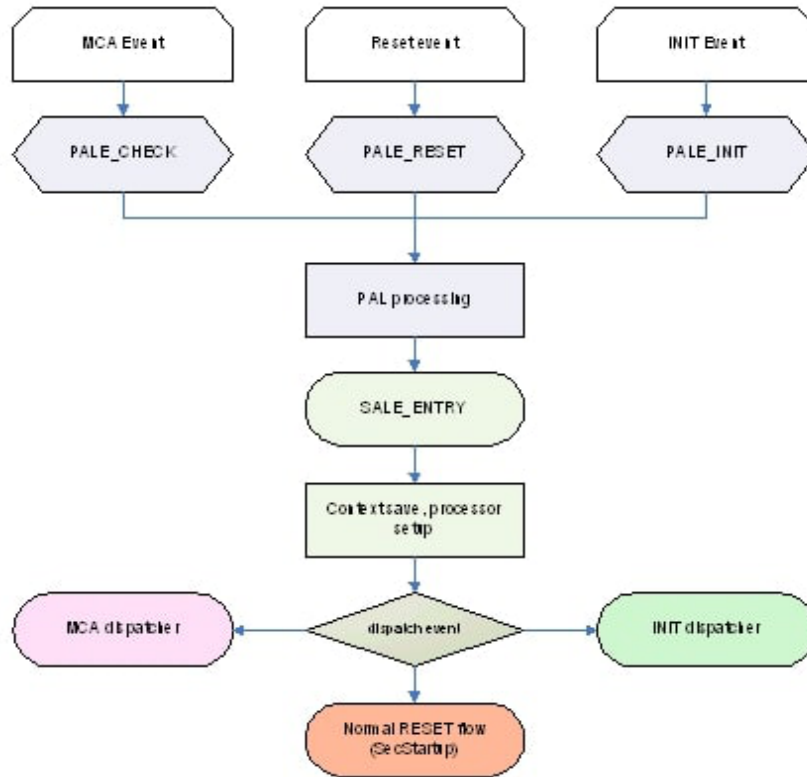 MCA Event
Reset event
INIT Event
PALE_CHECK
PALE_RESET
PALE_INIT
PAL processing
SALE_ENTRY
Context save, processor
setup
MCA dispatcher
dispatch event
INIT dispatcher
Normal RESET flow
(SecStartup)